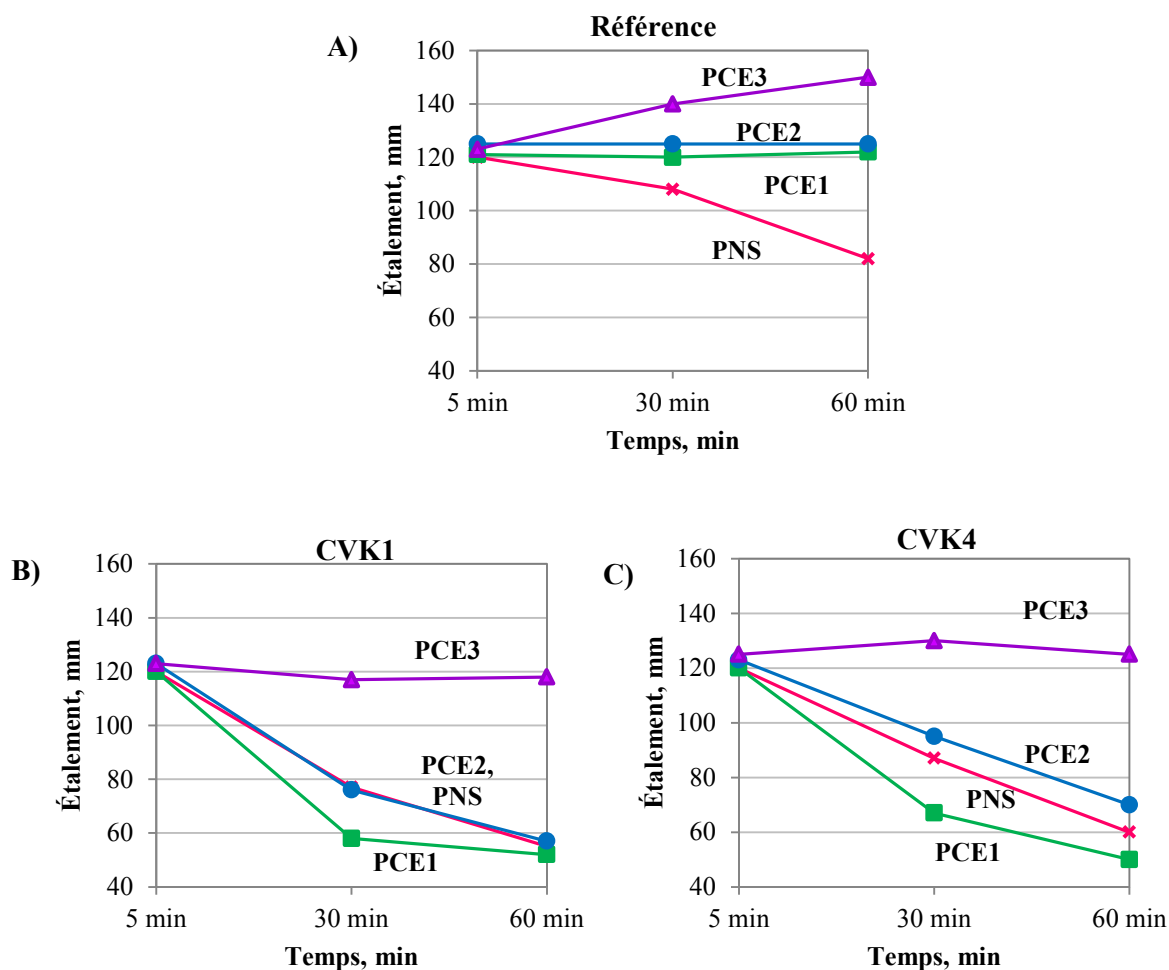 A)
Référence
Étalement, mm
160
140
120
100
80
60
40
PCE3
PCE2
PCE1
PNS
5 min 30 min 60 min
Temps, min
B)
CVK1
Étalement, mm
160
140
120
100
80
60
40
PCE3
PCE2,
PNS
PCE1
5 min 30 min 60 min
Temps, min
C)
CVK4
Étalement, mm
160
140
120
100
80
60
40
PCE3
PCE2
PNS
PCE1
5 min 30 min 60 min
Temps, min